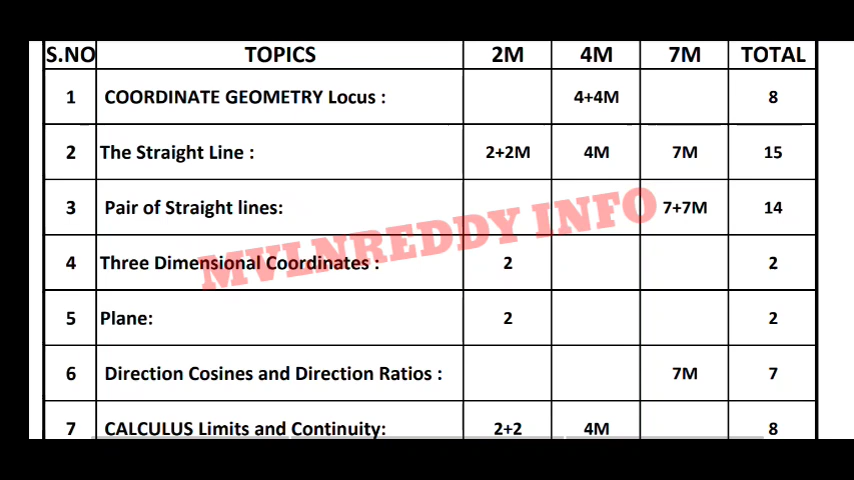 S.NO TOPICS 2M 4M 7M TOTAL
1 COORDINATE GEOMETRY Locus : 4+4M 8
2 The Straight Line : 2+2M 4M 7M 15
3 Pair of Straight lines: 7+7M 14
MVLNREDDY INFO
4 Three Dimensional Coordinates : 2 2
5 Plane: 2 2
6 Direction Cosines and Direction Ratios : 7M 7
7 CALCULUS Limits and Continuity: 2+2 4M 8